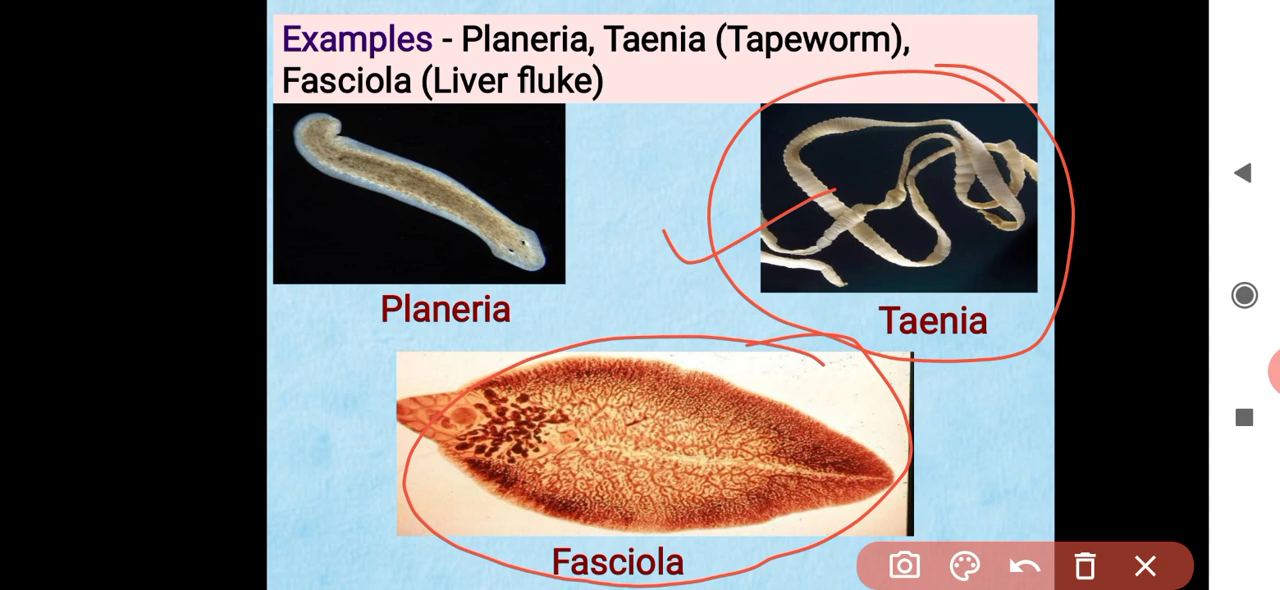 Examples - Planeria, Taenia (Tapeworm),
Fasciola (Liver fluke)
Planeria
Taenia
Fasciola